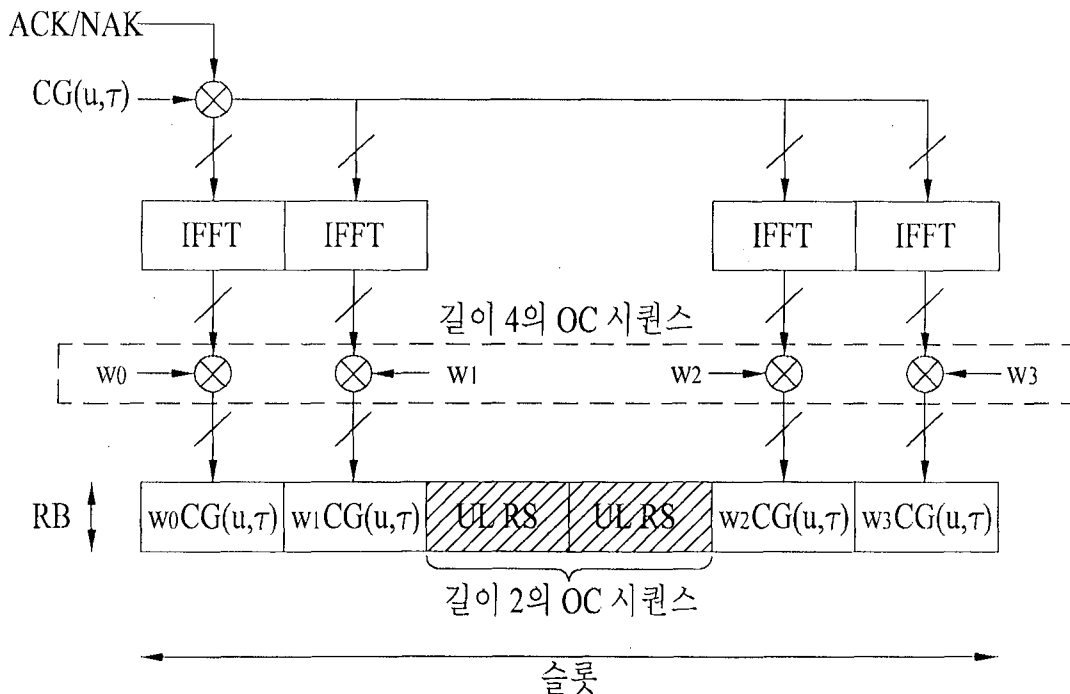 ACK/NAK
CG(u,τ)
IFFT IFFT IFFT IFFT
길이 4의 OC 시퀀스
w0 w1 w2 w3
RB w0CG(u,τ) w1CG(u,τ) UL RS UL RS w2CG(u,τ) w3CG(u,τ)
길이 2의 OC 시퀀스
슬롯